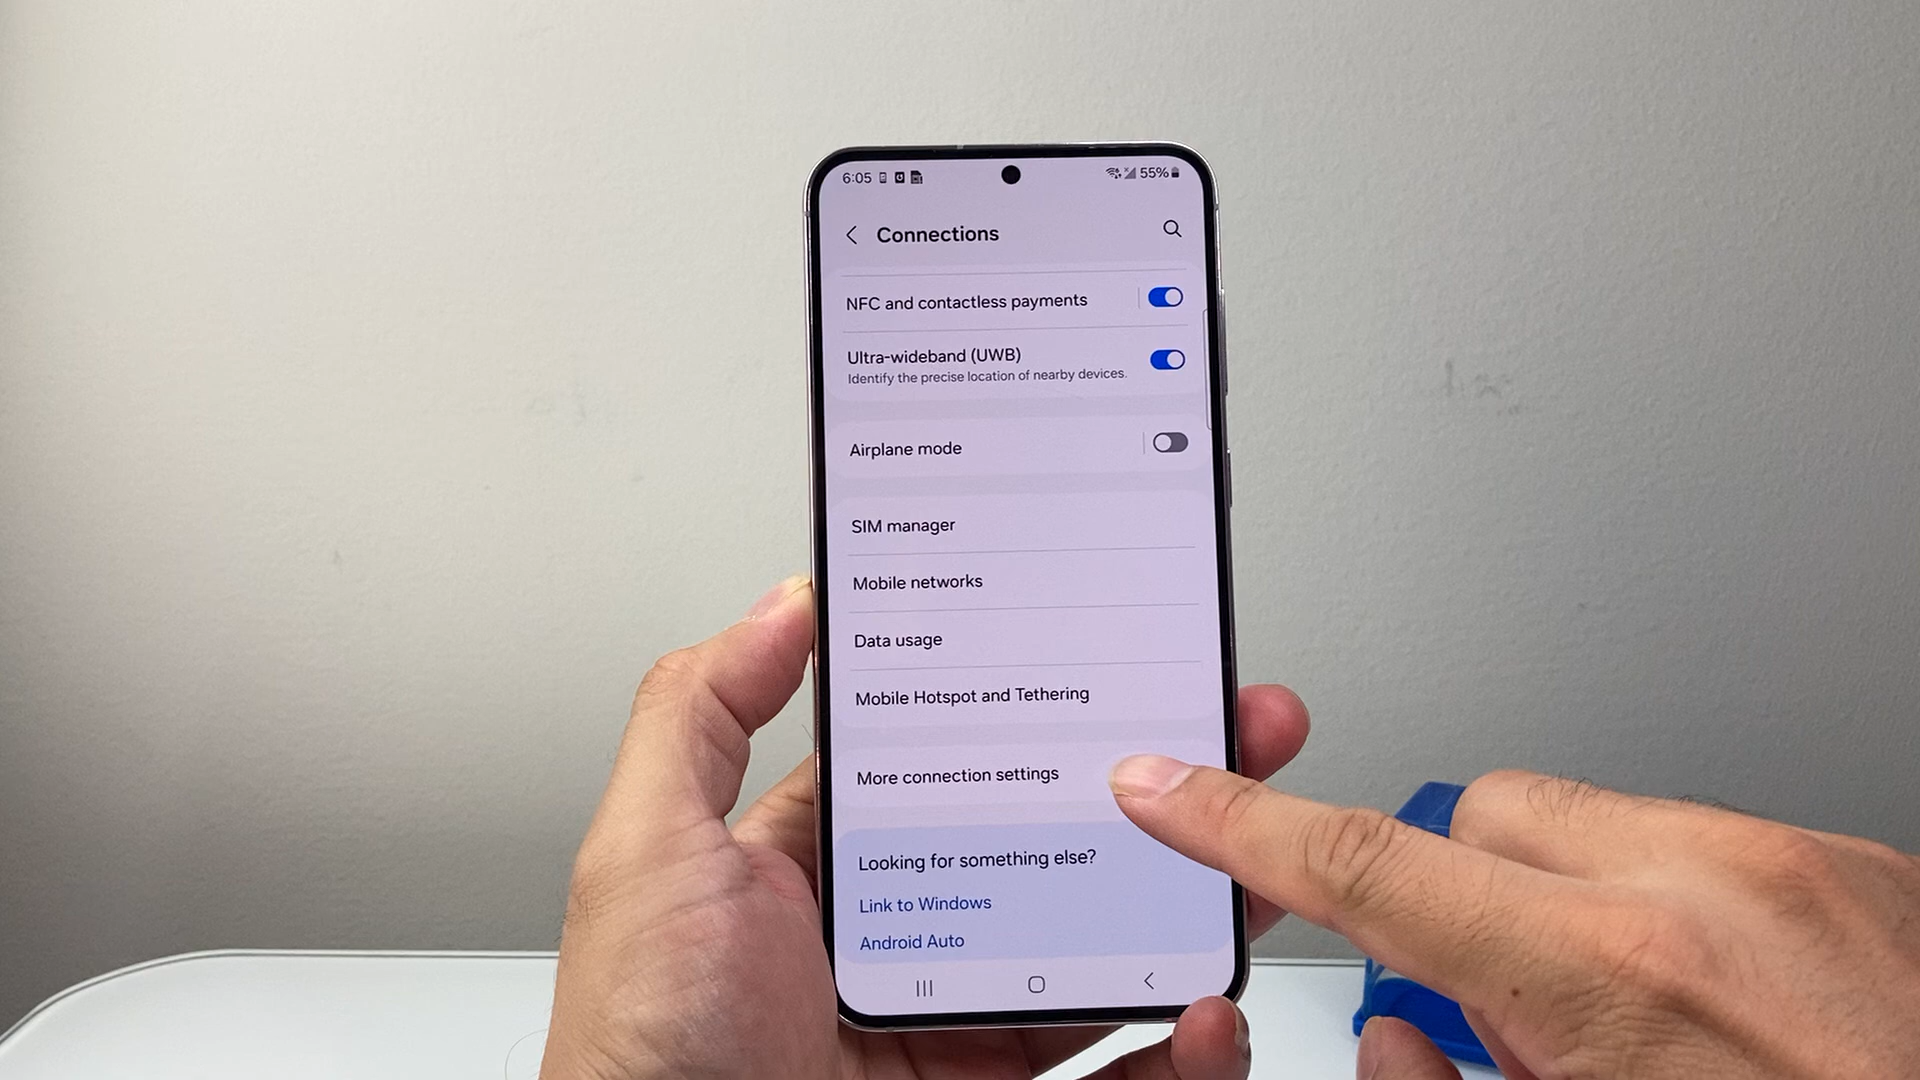 6:05 55%
Connections
NFC and contactless payments
Ultra-wideband (UWB)
Identify the precise location of nearby devices.
Airplane mode
SIM manager
Mobile networks
Data usage
Mobile Hotspot and Tethering
More connection settings
Looking for something else?
Link to Windows
Android Auto